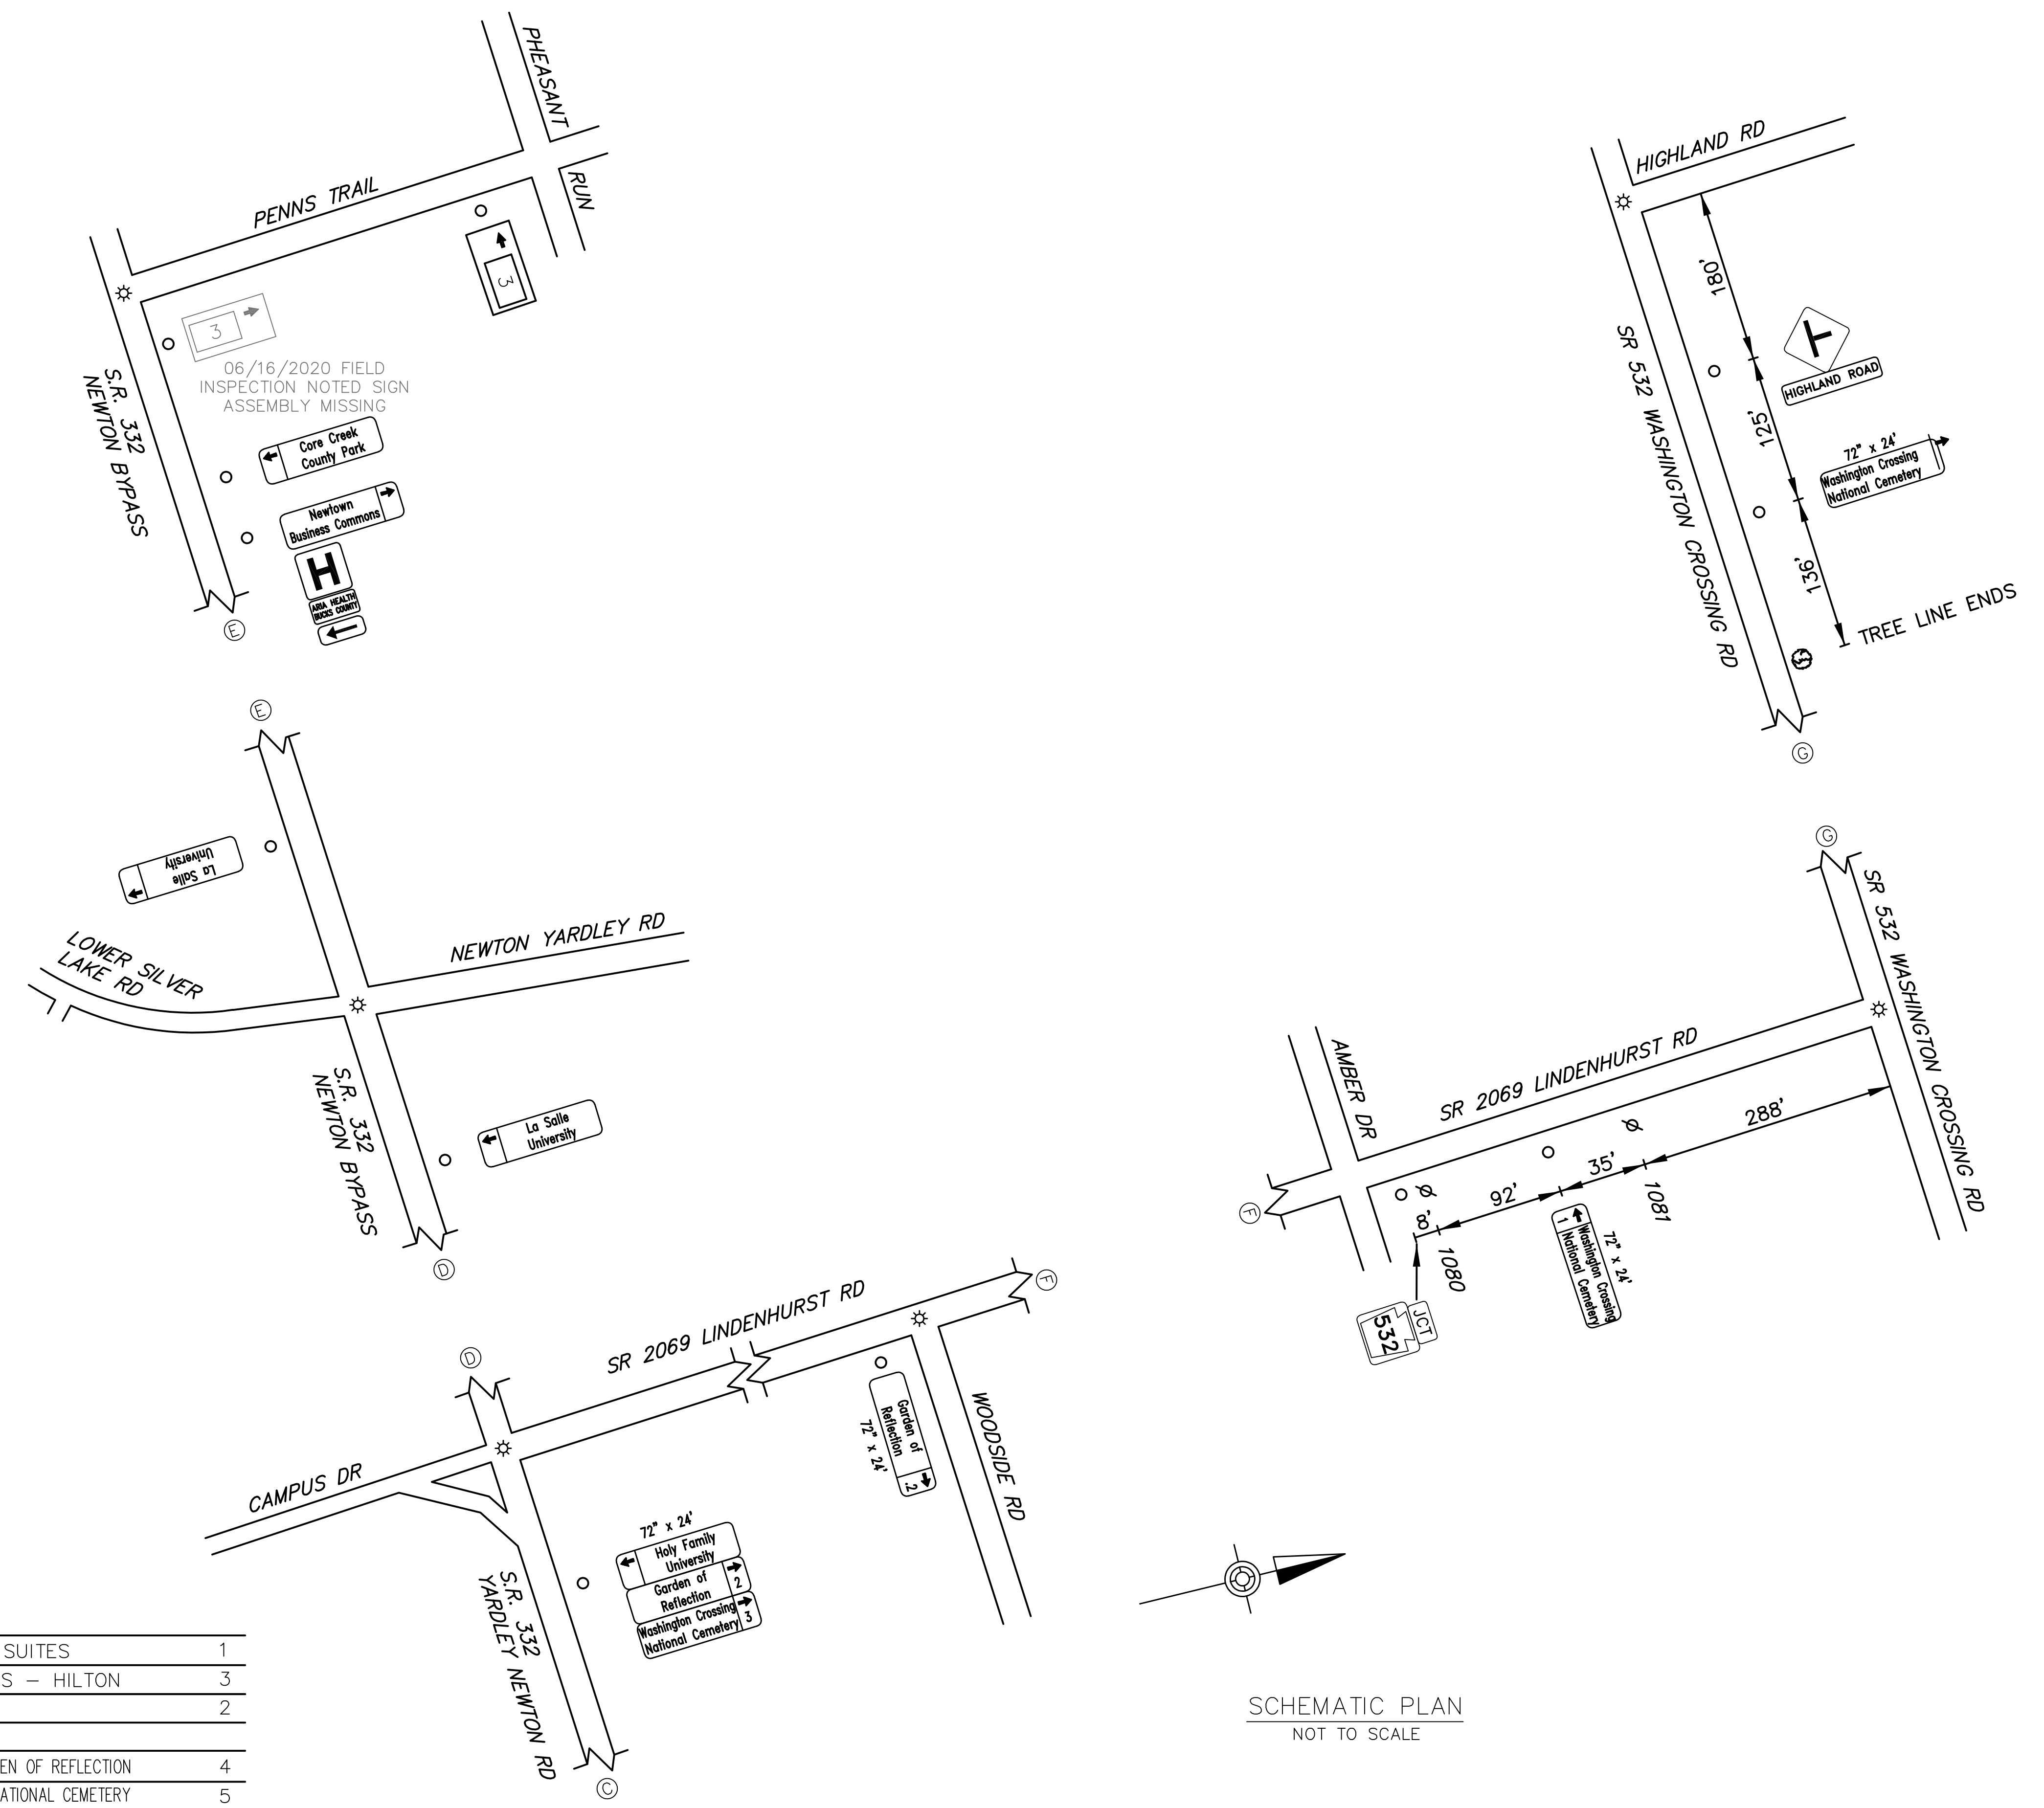 PHEASANT
RUN
PENNS TRAIL
3
3
06/16/2020 FIELD
INSPECTION NOTED SIGN
ASSEMBLY MISSING
S.R. 332
NEWTON BYPASS
Core Creek
County Park
Newtown
Business Commons
H
ARIA HEALTH
BUCKS COUNTY
E
HIGHLAND RD
180'
HIGHLAND ROAD
125'
72" x 24'
Washington Crossing
National Cemetery
136'
TREE LINE ENDS
SR 532 WASHINGTON CROSSING RD
G
E
La Salle
University
LOWER SILVER
LAKE RD
NEWTON YARDLEY RD
S.R. 332
NEWTON BYPASS
La Salle
University
D
G
SR 532 WASHINGTON CROSSING RD
AMBER DR
SR 2069 LINDENHURST RD
288'
35'
92'
8'
1081
1080
F
1
Washington Crossing
National Cemetery
72" x 24'
JCT
532
D
SR 2069 LINDENHURST RD
F
CAMPUS DR
Garden of
Reflection
.2
72" x 24'
WOODSIDE RD
72" x 24'
Holy Family
University
Garden of
Reflection
2
Washington Crossing
National Cemetery
3
S.R. 332
YARDLEY NEWTON RD
C
SUITES 1
S – HILTON 3
2
EN OF REFLECTION 4
ATIONAL CEMETERY 5
SCHEMATIC PLAN
NOT TO SCALE